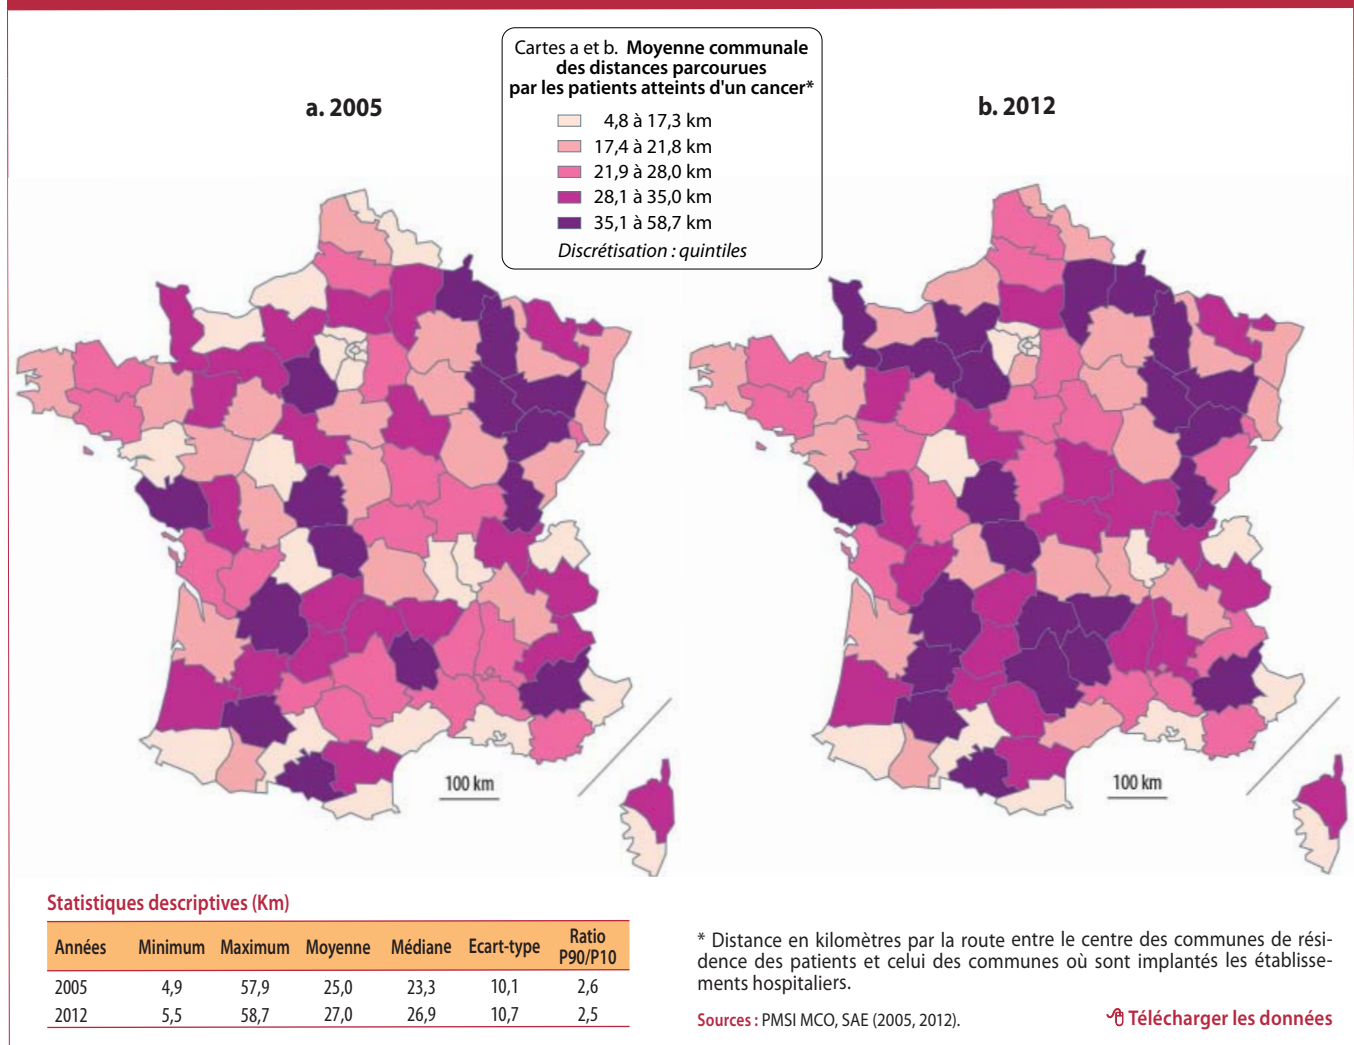 Cartes a et b. Moyenne communale
des distances parcourues
par les patients atteints d'un cancer*
4,8 à 17,3 km
17,4 à 21,8 km
21,9 à 28,0 km
28,1 à 35,0 km
35,1 à 58,7 km
Discrétisation : quintiles
a. 2005
b. 2012
100 km
100 km
Statistiques descriptives (Km)
Années Minimum Maximum Moyenne Médiane Ecart-type Ratio P90/P10
2005 4,9 57,9 25,0 23,3 10,1 2,6
2012 5,5 58,7 27,0 26,9 10,7 2,5
* Distance en kilomètres par la route entre le centre des communes de rési-
dence des patients et celui des communes où sont implantés les établisse-
ments hospitaliers.
Sources : PMSI MCO, SAE (2005, 2012).
Télécharger les données